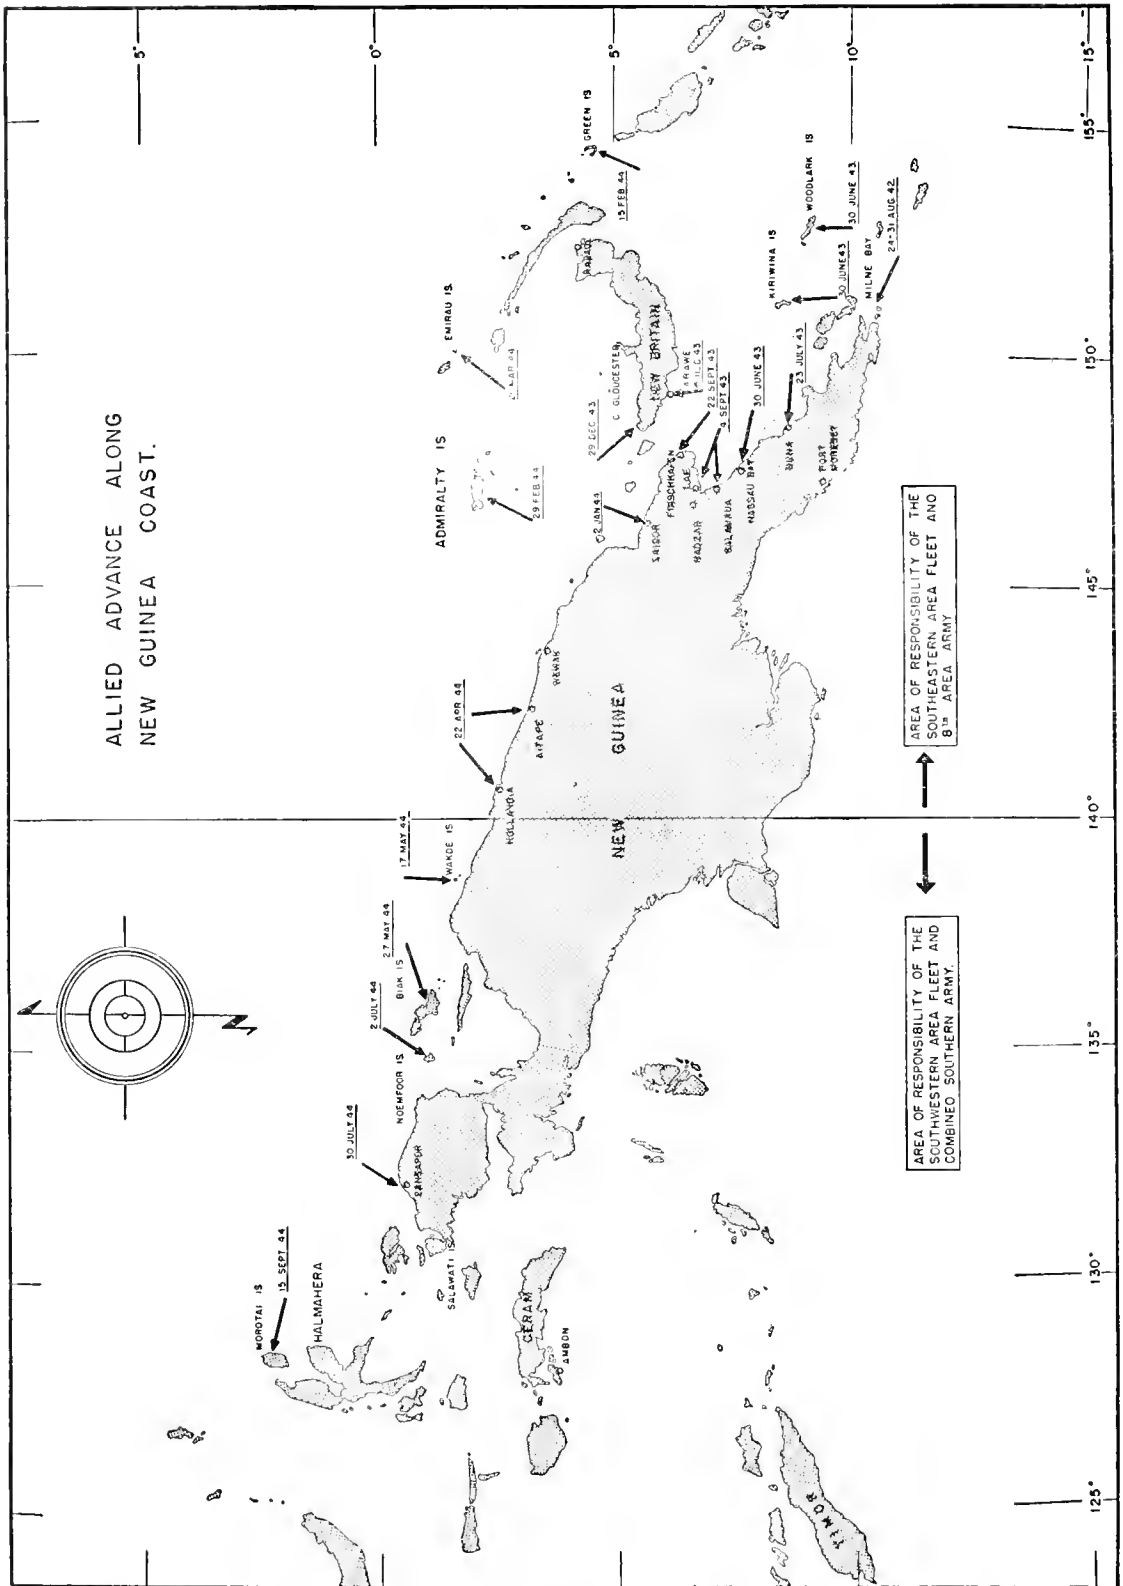 ALLIED ADVANCE ALONG
NEW GUINEA COAST.
5°
0°
5°
10°
15°
MOROTAI IS
15 SEPT 44
HALMAHERA
30 JULY 44
SANSAPOR
SALAWATI IS
NOEMFOOR IS
2 JULY 44
BIAK IS
27 MAY 44
17 MAY 44
WAKDE IS
22 APR 44
HOLLANDIA
AITAPE
WEWAK
ADMIRALTY IS
29 FEB 44
EMIRAU IS
MAR 44
GREEN IS
15 FEB 44
RABAUL
NEW BRITAIN
C GLOUCESTER
29 DEC 43
ARAWE
DEC 43
2 JAN 44
SAIDOR
FINSCHHAFEN
22 SEPT 43
LAE
4 SEPT 43
NADZAB
SALAMAUA
30 JUNE 43
NASSAU BAY
23 JULY 43
BUNA
PORT
MORESBY
KIRIWINA IS
30 JUNE 43
WOODLARK IS
30 JUNE 43
MILNE BAY
24-31 AUG 42
NEW GUINEA
CERAM
AMBON
TIMOR
AREA OF RESPONSIBILITY OF THE
SOUTHWESTERN AREA FLEET AND
COMBINED SOUTHERN ARMY.
AREA OF RESPONSIBILITY OF THE
SOUTHEASTERN AREA FLEET AND
8TH AREA ARMY
125°
130°
135°
140°
145°
150°
155°